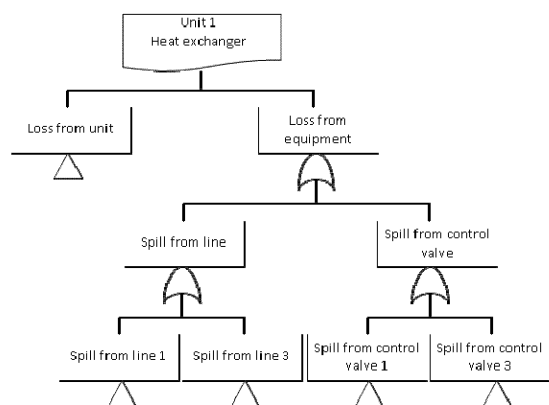 Unit 1
Heat exchanger
Loss from unit
Loss from
equipment
Spill from line
Spill from control
valve
Spill from line 1
Spill from line 3
Spill from control
valve 1
Spill from control
valve 3